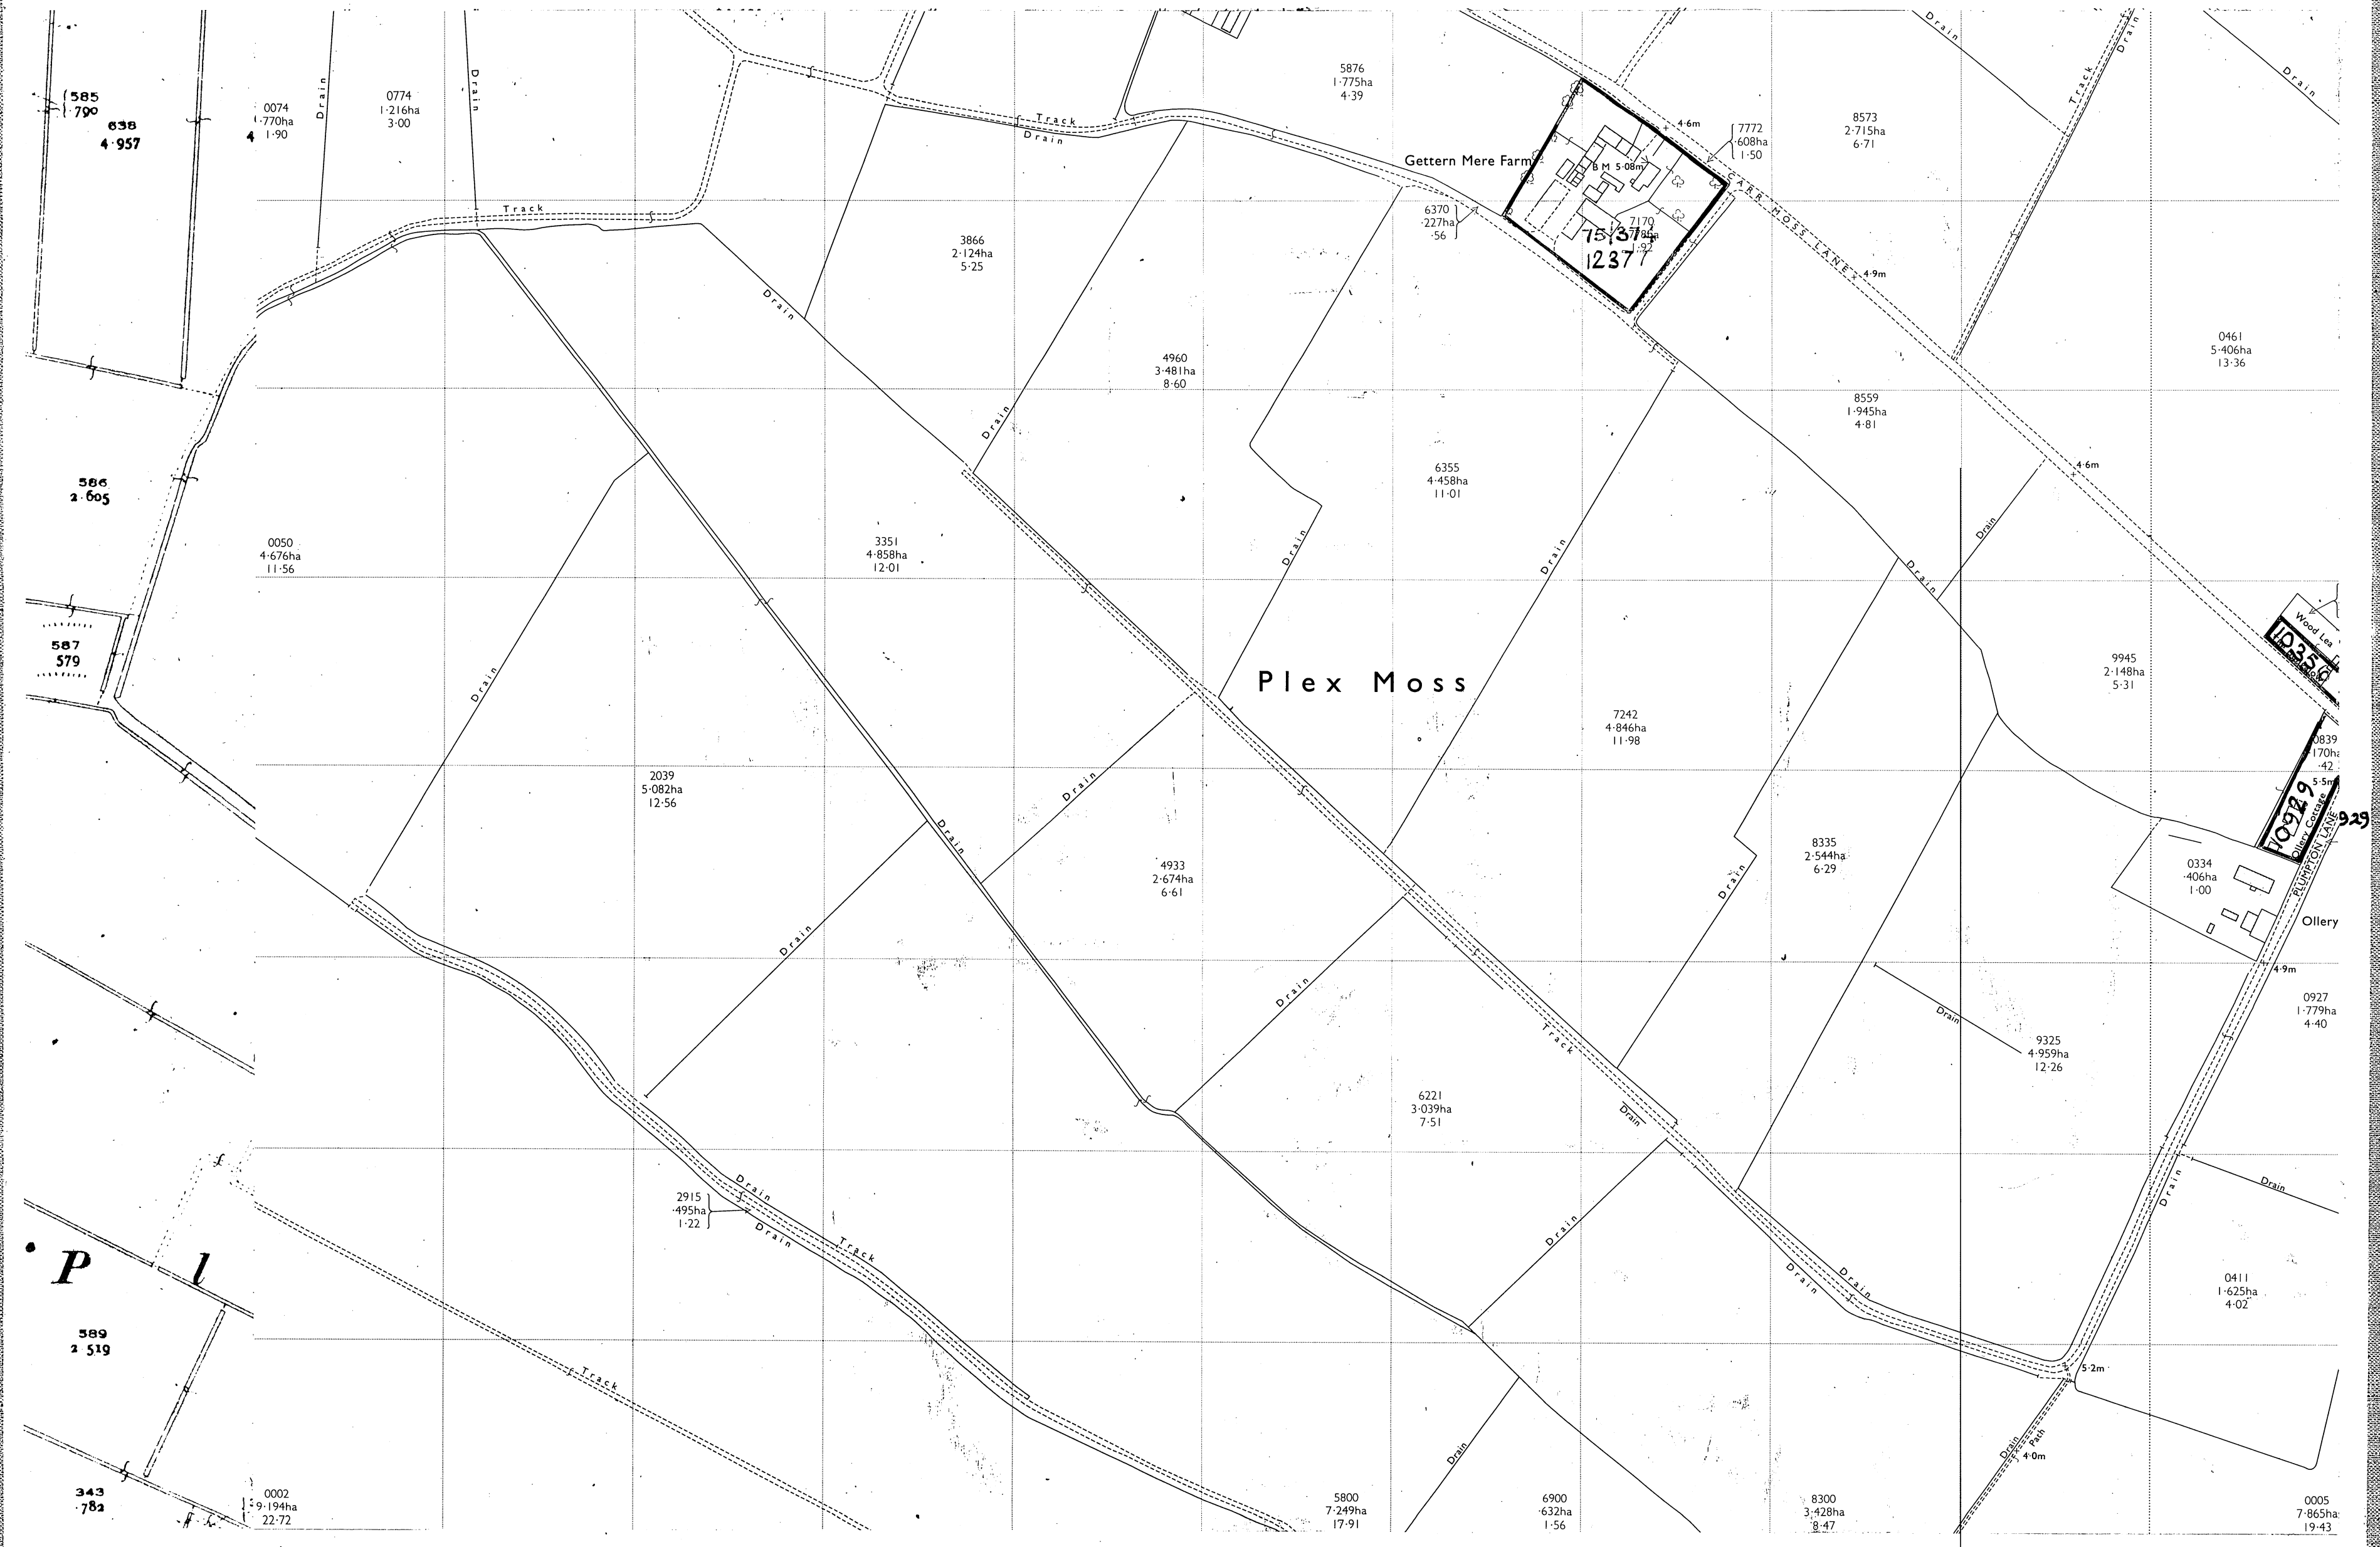 585
·790
638
4·957
0074
·770ha
1·90
4
Drain
0774
1·216ha
3·00
Drain
Track
Track
Drain
5876
1·775ha
4·39
Gettern Mere Farm
B M 5·08m
4·6m
7772
·608ha
1·50
8573
2·715ha
6·71
Drain
Track
Drain
Drain
6370
·227ha
·56
7170
1·92
1237
CARR MOSS LANE
4·9m
3866
2·124ha
5·25
Drain
4960
3·481ha
8·60
Drain
0461
5·406ha
13·36
8559
1·945ha
4·81
586
2·605
6355
4·458ha
11·01
4·6m
Drain
Drain
Drain
Drain
0050
4·676ha
11·56
3351
4·858ha
12·01
587
579
Drain
Plex Moss
Wood Lea
9945
2·148ha
5·31
7242
4·846ha
11·98
0839
·170ha
·42
5·5m
10929
Ollery Cottage
PLUMPTON LANE
929
2039
5·082ha
12·56
Drain
Drain
4933
2·674ha
6·61
8335
2·544ha
6·29
Drain
0334
·406ha
1·00
Ollery
Drain
Drain
4·9m
0927
1·779ha
4·40
Drain
Track
9325
4·959ha
12·26
6221
3·039ha
7·51
Drain
Drain
Drain
Drain
2915
·495ha
1·22
Drain
Track
Drain
P l
Drain
Drain
0411
1·625ha
4·02
589
2·519
Track
5·2m
Drain
Drain
Path
4·0m
343
·782
0002
9·194ha
22·72
5800
7·249ha
17·91
6900
·632ha
1·56
8300
3·428ha
8·47
0005
7·865ha
19·43